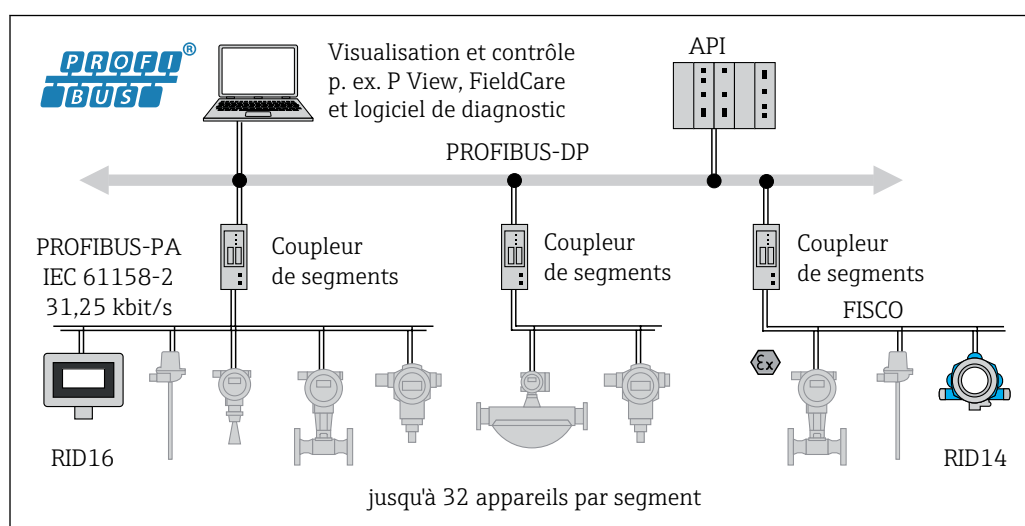 PROFI®
BUS
Visualisation et contrôle
p. ex. P View, FieldCare
et logiciel de diagnostic
API
PROFIBUS-DP
PROFIBUS-PA
IEC 61158-2
31,25 kbit/s
Coupleur
de segments
Coupleur
de segments
Coupleur
de segments
FISCO
Ex
RID16
RID14
jusqu'à 32 appareils par segment